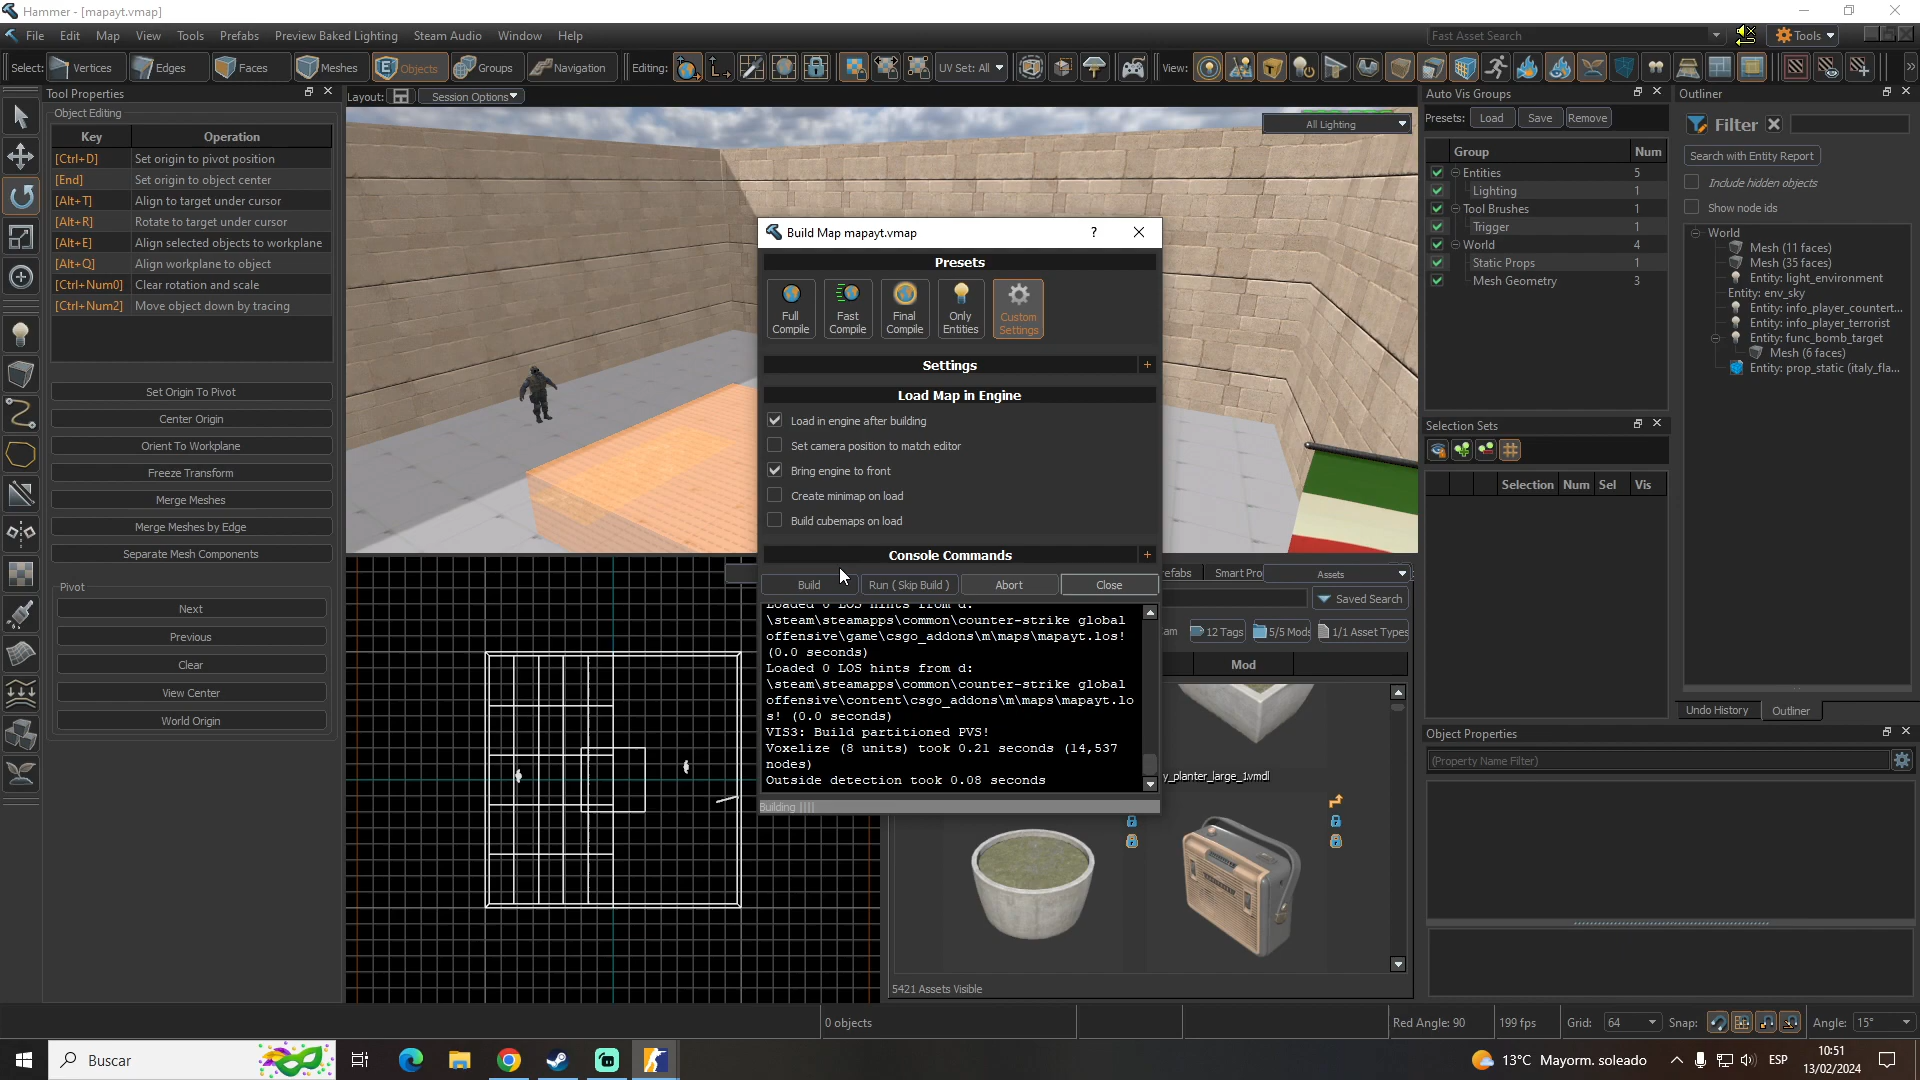 Hammer - [mapayt.vmap]
File Edit Map View Tools Prefabs Preview Baked Lighting Steam Audio Window Help
Fast Asset Search
Tools
Select: Vertices Edges Faces Meshes Objects Groups Navigation Editing: UV Set: All View:
Tool Properties
Object Editing
Key Operation
[Ctrl+D] Set origin to pivot position
[End] Set origin to object center
[Alt+T] Align to target under cursor
[Alt+R] Rotate to target under cursor
[Alt+E] Align selected objects to workplane
[Alt+Q] Align workplane to object
[Ctrl+Num0] Clear rotation and scale
[Ctrl+Num2] Move object down by tracing
Set Origin To Pivot
Center Origin
Orient To Workplane
Freeze Transform
Merge Meshes
Merge Meshes by Edge
Separate Mesh Components
Pivot
Next
Previous
Clear
View Center
World Origin
Layout: Session Options
All Lighting
Build Map mapayt.vmap
?
Presets
Full Compile
Fast Compile
Final Compile
Only Entities
Custom Settings
Settings +
Load Map in Engine
Load in engine after building
Set camera position to match editor
Bring engine to front
Create minimap on load
Build cubemaps on load
Console Commands +
Build Run ( Skip Build ) Abort Close
Loaded 0 LOS hints from d:
\steam\steamapps\common\counter-strike global
offensive\game\csgo_addons\m\maps\mapayt.los!
(0.0 seconds)
Loaded 0 LOS hints from d:
\steam\steamapps\common\counter-strike global
offensive\content\csgo_addons\m\maps\mapayt.lo
s! (0.0 seconds)
VIS3: Build partitioned PVS!
Voxelize (8 units) took 0.21 seconds (14,537
nodes)
Outside detection took 0.08 seconds
Building ||||
efabs Smart Pro Assets
Saved Search
am 12 Tags 5/5 Mods 1/1 Asset Types
Mod
y_planter_large_1.vmdl
5421 Assets Visible
Auto Vis Groups
Presets: Load Save Remove
Group Num
Entities 5
Lighting 1
Tool Brushes 1
Trigger 1
World 4
Static Props 1
Mesh Geometry 3
Selection Sets
Selection Num Sel Vis
Outliner
Filter
Search with Entity Report
Include hidden objects
Show node ids
World
Mesh (11 faces)
Mesh (35 faces)
Entity: light_environment
Entity: env_sky
Entity: info_player_countert...
Entity: info_player_terrorist
Entity: func_bomb_target
Mesh (6 faces)
Entity: prop_static (italy_fla...
Undo History Outliner
Object Properties
(Property Name Filter)
0 objects
Red Angle: 90 199 fps Grid: 64 Snap: Angle: 15°
Buscar
13°C Mayorm. soleado
ESP
10:51
13/02/2024